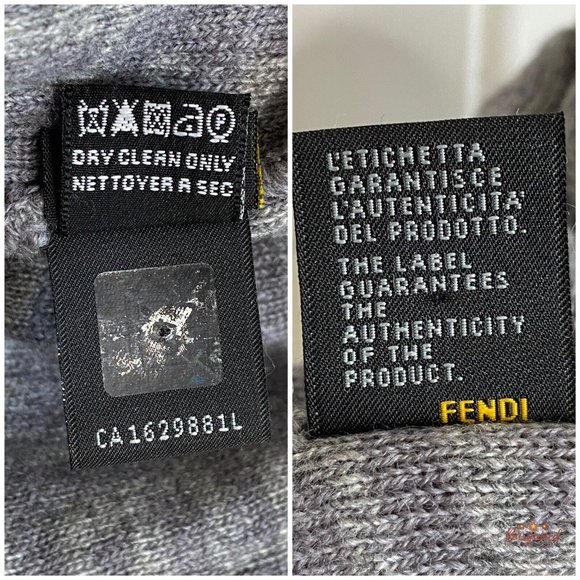 DRY CLEAN ONLY
NETTOYER A SEC
CA1629881L
L'ETICHETTA
GARANTISCE
L'AUTENTICITA'
DEL PRODOTTO.
THE LABEL
GUARANTEES
THE
AUTHENTICITY
OF THE
PRODUCT.
FENDI